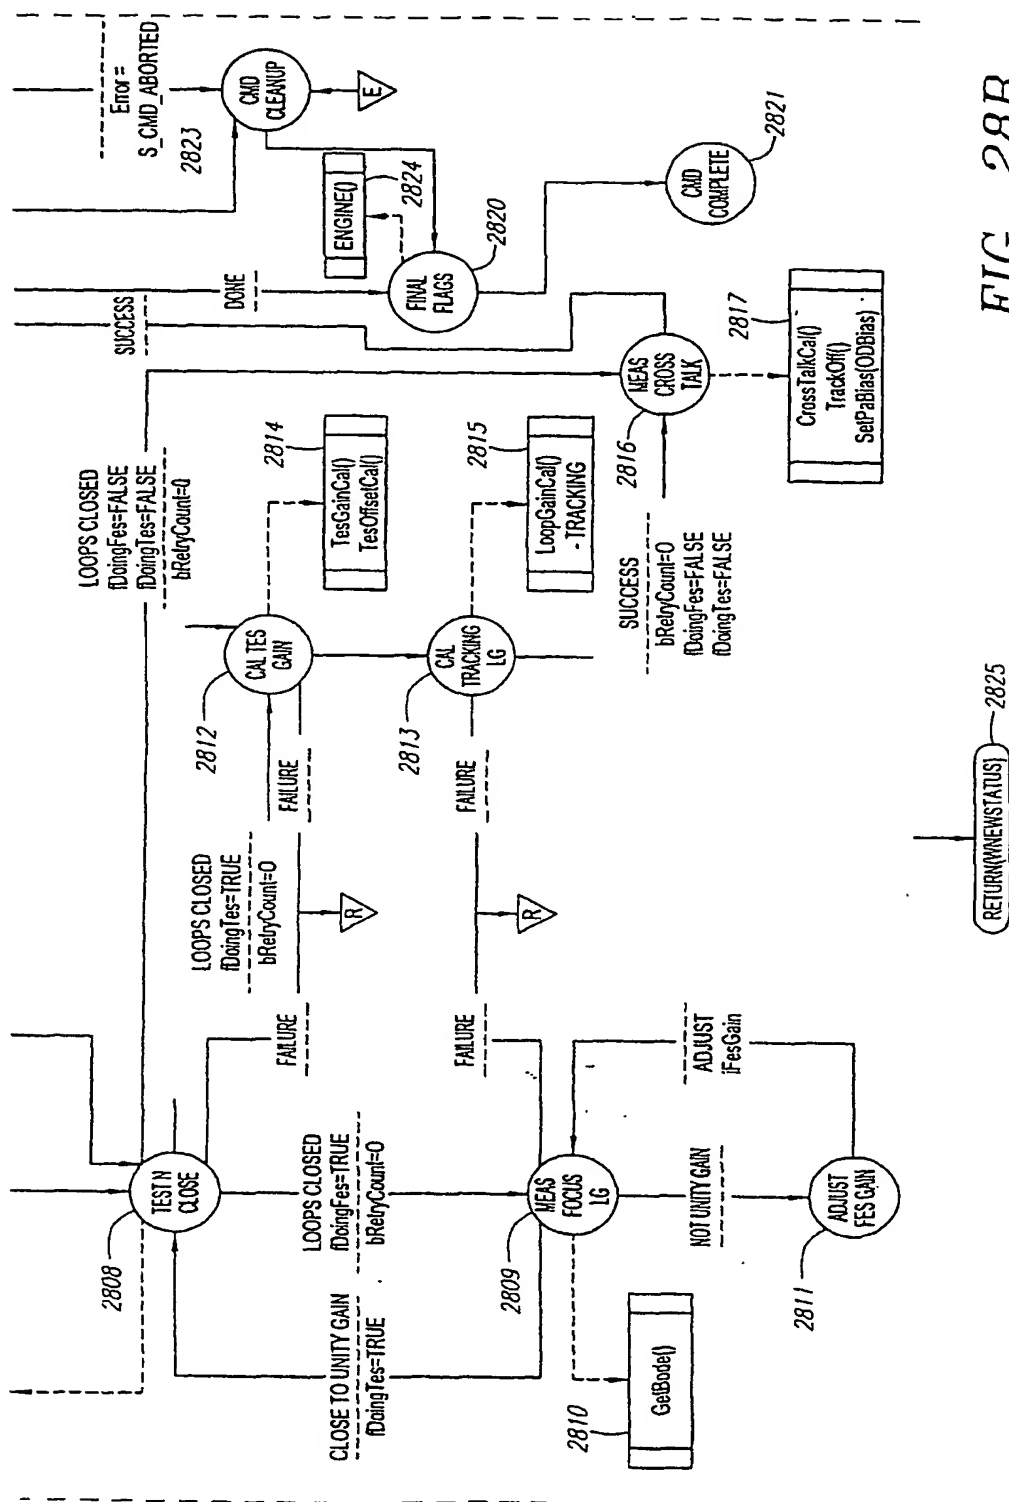 Error =
S_CMD_ABORTED
2823
CMD
CLEANUP
E
ENGINE()
2824
DONE
FINAL
FLAGS
2820
CMD
COMPLETE
2821
SUCCESS
LOOPS CLOSED
fDoingFes=FALSE
fDoingTes=FALSE
bRetryCount=0
MEAS
CROSS
TALK
2816
CrossTalkCal()
TrackOff()
SetPaBias(ODBias)
2817
TesGainCal()
TesOffsetCal()
2814
LoopGainCal()
- TRACKING
2815
SUCCESS
bRetryCount=0
fDoingFes=FALSE
fDoingTes=FALSE
CAL TES
GAIN
2812
CAL
TRACKING
LG
2813
FAILURE
FAILURE
LOOPS CLOSED
fDoingTes=TRUE
bRetryCount=0
R
R
FAILURE
FAILURE
TEST N
CLOSE
2808
LOOPS CLOSED
fDoingFes=TRUE
bRetryCount=0
MEAS
FOCUS
LG
2809
ADJUST
iFesGain
NOT UNITY GAIN
ADJUST
FES GAIN
2811
CLOSE TO UNITY GAIN
fDoingTes=TRUE
GetBode()
2810
RETURN(WNEWSTATUS)
2825
FIG. 28B